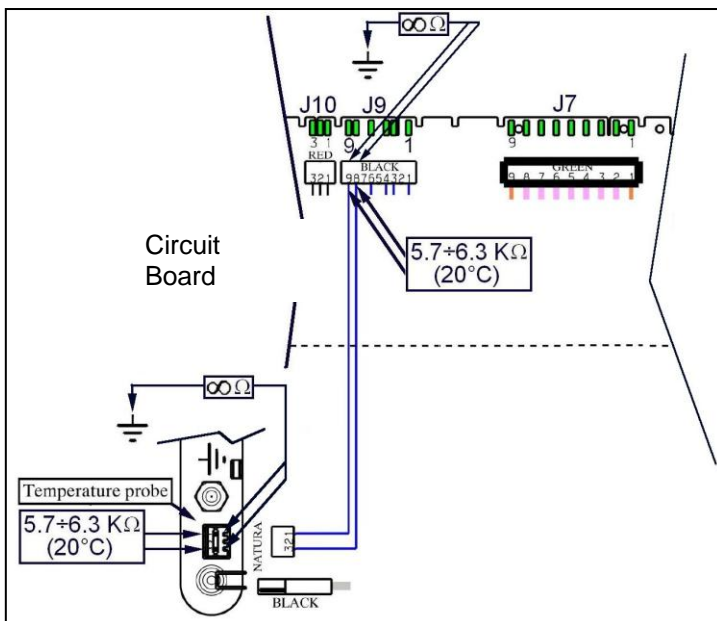 ∞ Ω
J10 J9 J7
3 1 9 1 9 1
RED BLACK GREEN
321 987654321 9 8 7 6 5 4 3 2 1
Circuit
Board
5.7÷6.3 KΩ
(20°C)
∞ Ω
Temperature probe
5.7÷6.3 KΩ
(20°C)
NATURA
321
BLACK